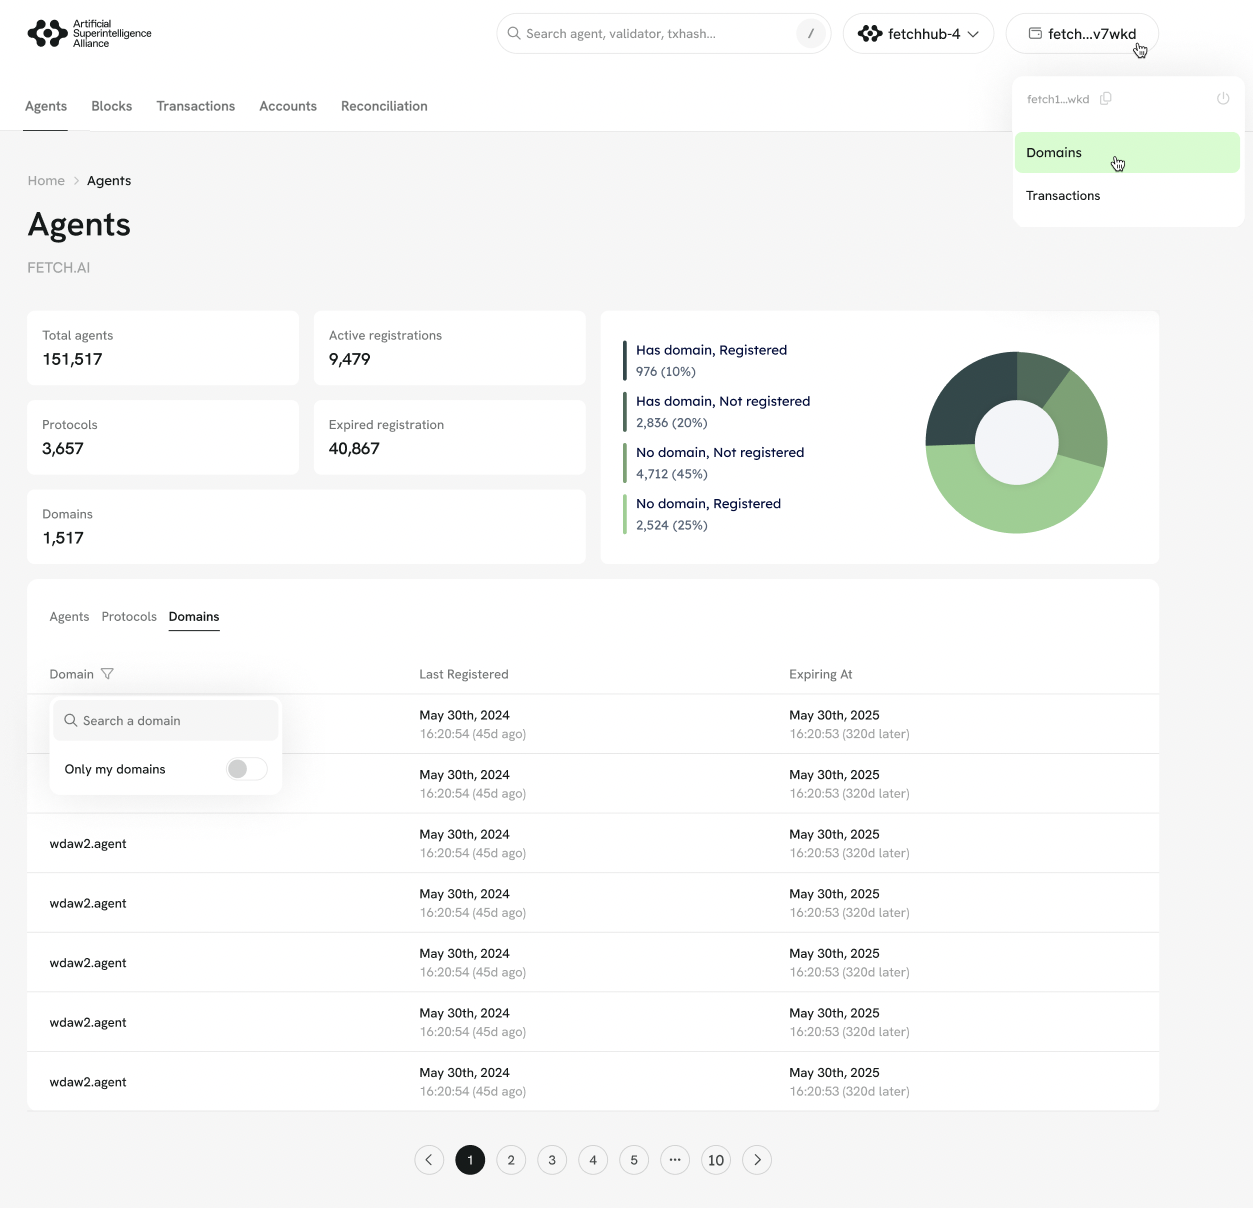 Artificial
Superintelligence
Alliance
Search agent, validator, txhash...
/
fetchhub-4
fetch...v7wkd
fetch1...wkd
Domains
Transactions
Agents
Blocks
Transactions
Accounts
Reconciliation
Home
Agents
Agents
FETCH.AI
Total agents
151,517
Active registrations
9,479
Protocols
3,657
Expired registration
40,867
Domains
1,517
Has domain, Registered
976 (10%)
Has domain, Not registered
2,836 (20%)
No domain, Not registered
4,712 (45%)
No domain, Registered
2,524 (25%)
Agents
Protocols
Domains
Domain
Last Registered
Expiring At
Search a domain
Only my domains
May 30th, 2024
16:20:54 (45d ago)
May 30th, 2025
16:20:53 (320d later)
May 30th, 2024
16:20:54 (45d ago)
May 30th, 2025
16:20:53 (320d later)
wdaw2.agent
May 30th, 2024
16:20:54 (45d ago)
May 30th, 2025
16:20:53 (320d later)
wdaw2.agent
May 30th, 2024
16:20:54 (45d ago)
May 30th, 2025
16:20:53 (320d later)
wdaw2.agent
May 30th, 2024
16:20:54 (45d ago)
May 30th, 2025
16:20:53 (320d later)
wdaw2.agent
May 30th, 2024
16:20:54 (45d ago)
May 30th, 2025
16:20:53 (320d later)
wdaw2.agent
May 30th, 2024
16:20:54 (45d ago)
May 30th, 2025
16:20:53 (320d later)
1
2
3
4
5
...
10